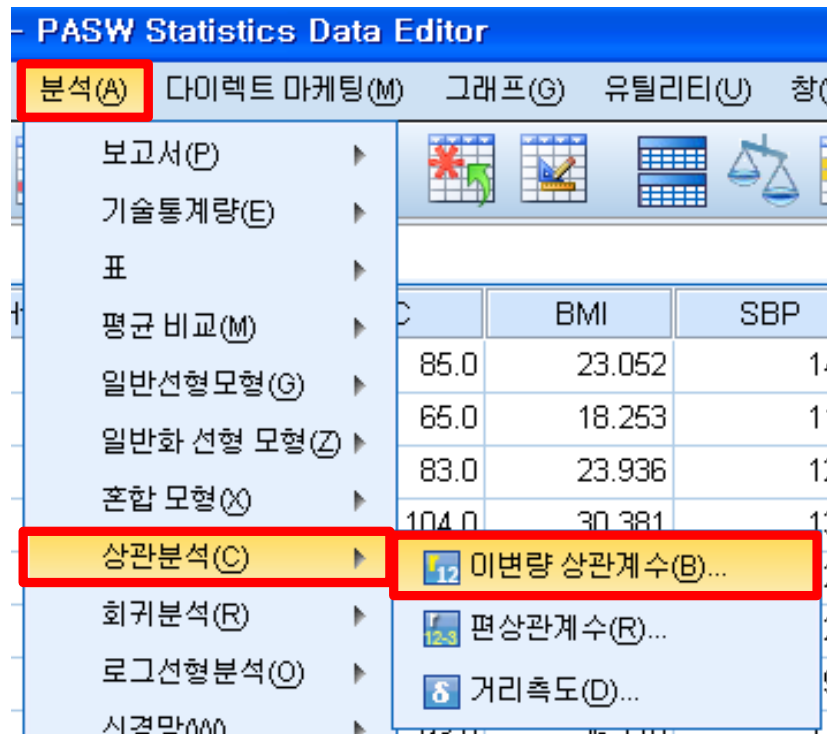 - PASW Statistics Data Editor
분석(A) 다이렉트 마케팅(M) 그래프(G) 유틸리티(U) 창(
보고서(P)
기술통계량(E)
표
평균 비교(M)
일반선형모형(G)
일반화 선형 모형(Z)
혼합 모형(X)
상관분석(C)
회귀분석(R)
로그선형분석(O)
신경망(W)
이변량 상관계수(B)...
편상관계수(R)...
거리측도(D)...
BMI SBP
85.0 23.052
65.0 18.253
83.0 23.936
104.0 30.381